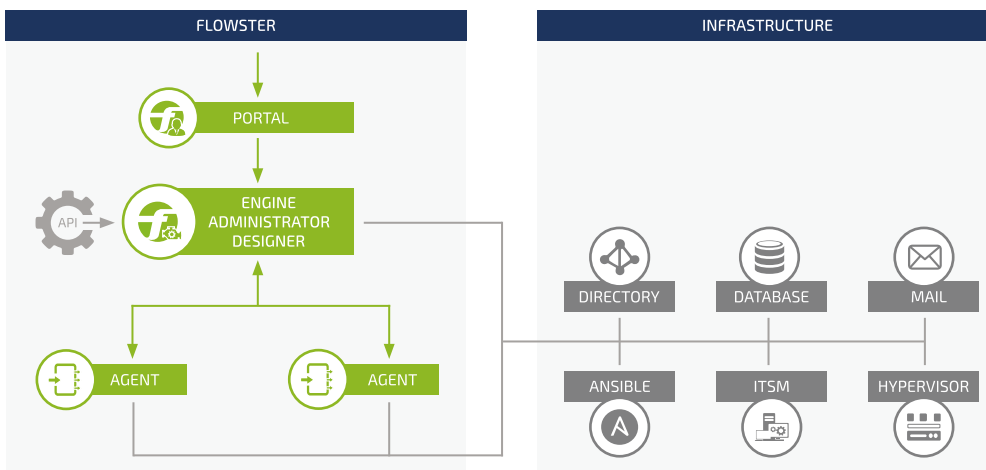 FLOWSTER
INFRASTRUCTURE
PORTAL
API
ENGINE
ADMINISTRATOR
DESIGNER
DIRECTORY
DATABASE
MAIL
AGENT
AGENT
ANSIBLE
ITSM
HYPERVISOR